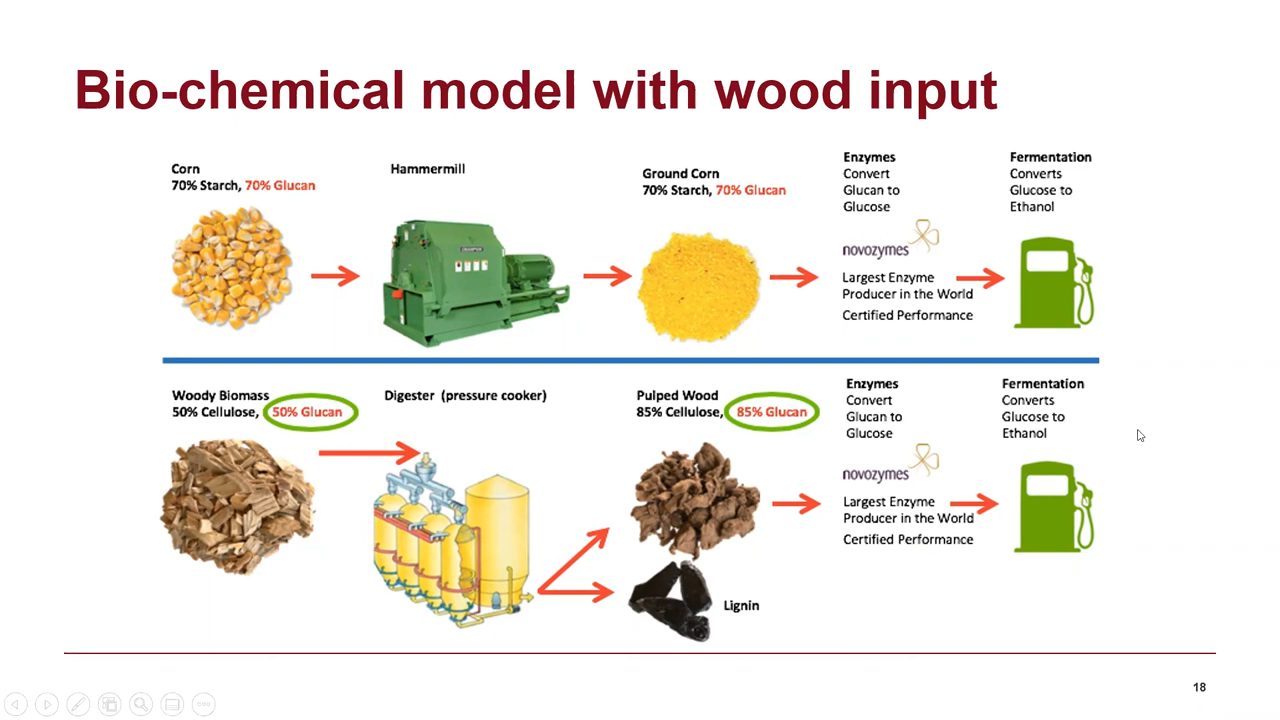 Bio-chemical model with wood input
Corn
70% Starch, 70% Glucan
Hammermill
Ground Corn
70% Starch, 70% Glucan
Enzymes
Convert
Glucan to
Glucose
novozymes
Largest Enzyme
Producer in the World
Certified Performance
Fermentation
Converts
Glucose to
Ethanol
Woody Biomass
50% Cellulose, 50% Glucan
Digester (pressure cooker)
Pulped Wood
85% Cellulose, 85% Glucan
Lignin
Enzymes
Convert
Glucan to
Glucose
novozymes
Largest Enzyme
Producer in the World
Certified Performance
Fermentation
Converts
Glucose to
Ethanol
18